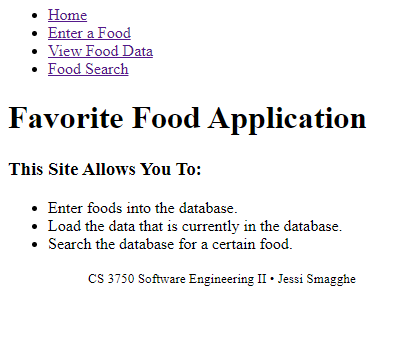 Home
Enter a Food
View Food Data
Food Search
Favorite Food Application
This Site Allows You To:
Enter foods into the database.
Load the data that is currently in the database.
Search the database for a certain food.
CS 3750 Software Engineering II • Jessi Smagghe